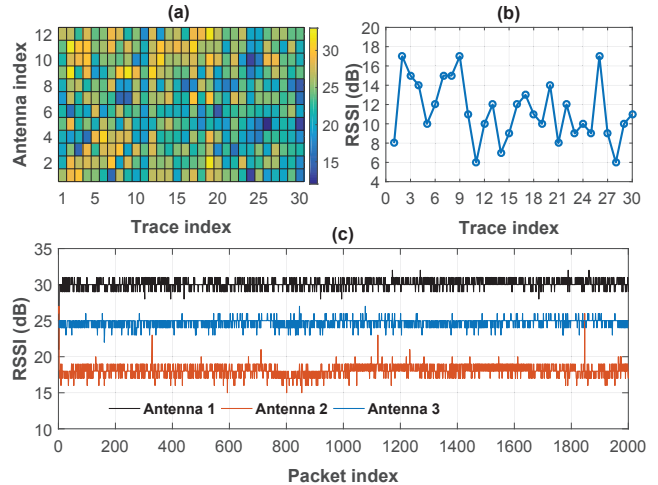 (a)
Antenna index
12
10
8
6
4
2
1 5 10 15 20 25 30
Trace index
30
25
20
15
(b)
RSSI (dB)
20
18
16
14
12
10
8
6
4
0 3 6 9 12 15 18 21 24 27 30
Trace index
(c)
RSSI (dB)
35
30
25
20
15
10
Antenna 1 Antenna 2 Antenna 3
0 200 400 600 800 1000 1200 1400 1600 1800 2000
Packet index